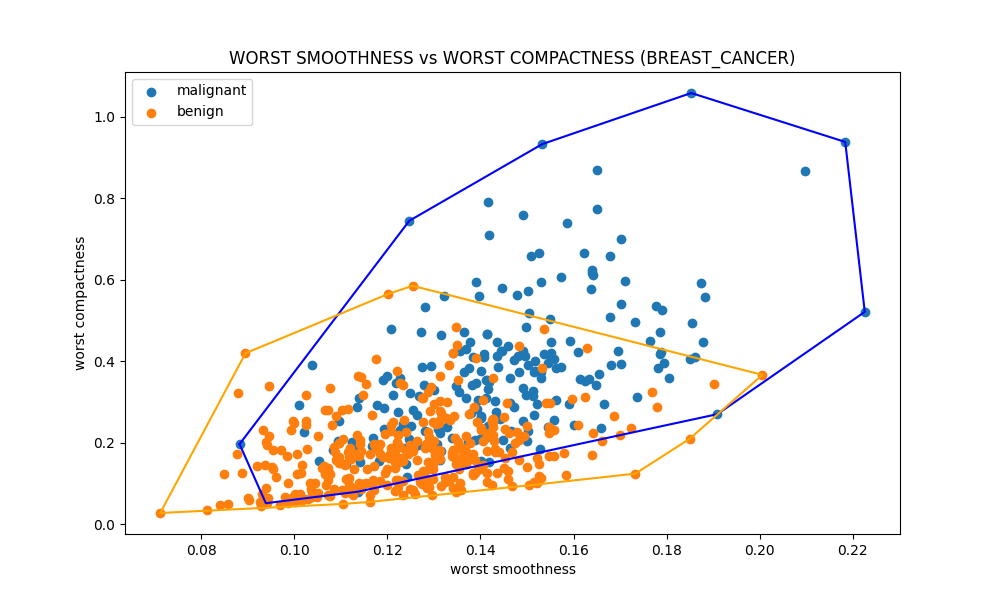 WORST SMOOTHNESS vs WORST COMPACTNESS (BREAST_CANCER)
malignant
benign
worst compactness
1.0
0.8
0.6
0.4
0.2
0.0
0.08 0.10 0.12 0.14 0.16 0.18 0.20 0.22
worst smoothness